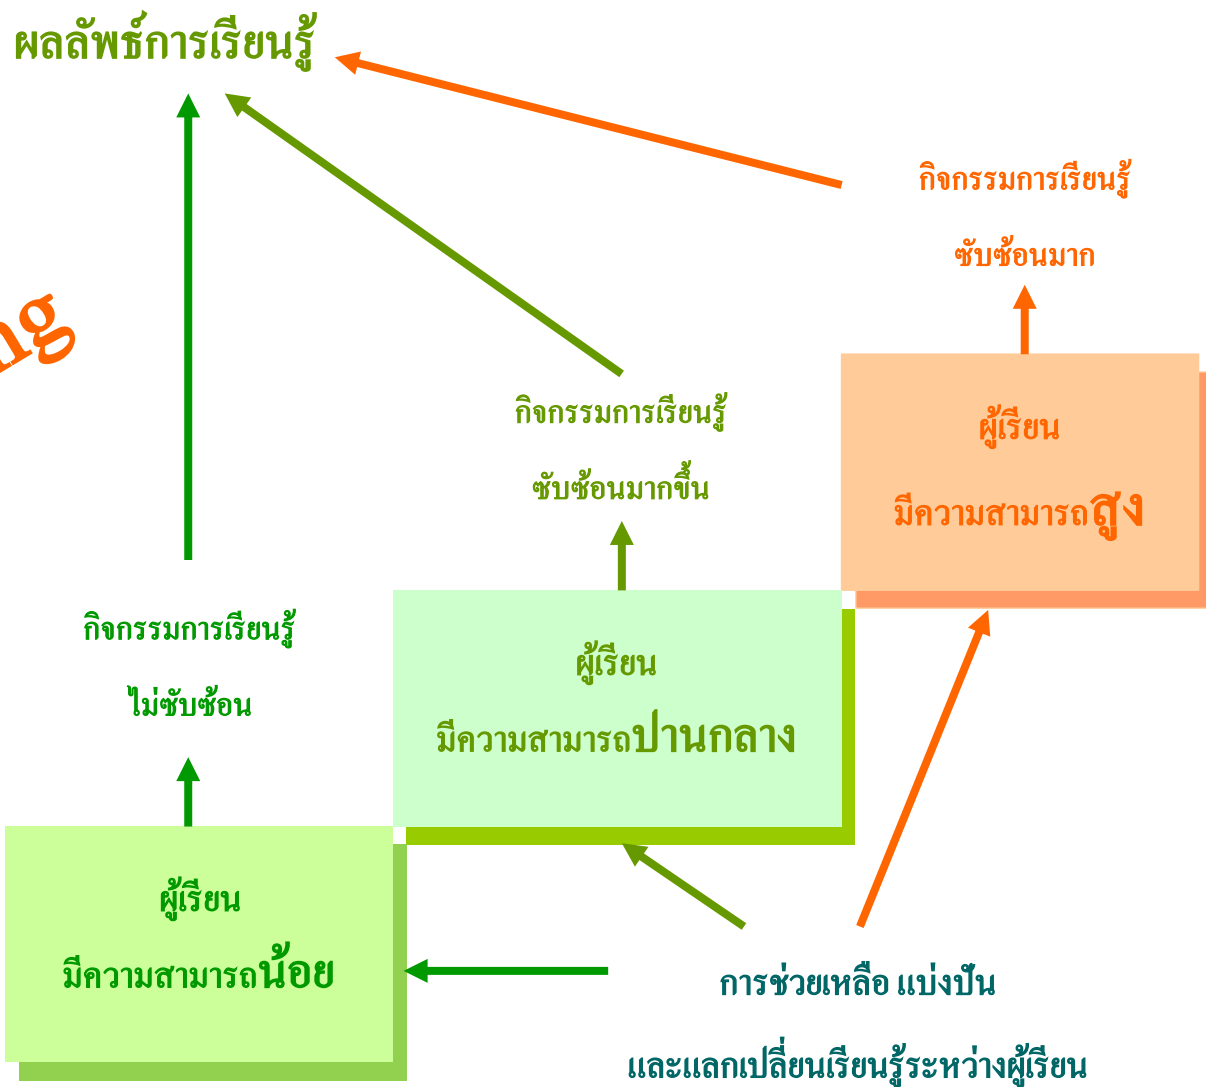 ผลลัพธ์การเรียนรู้
กิจกรรมการเรียนรู้
ซับซ้อนมาก
กิจกรรมการเรียนรู้
ซับซ้อนมากขึ้น
ผู้เรียน
มีความสามารถสูง
กิจกรรมการเรียนรู้
ไม่ซับซ้อน
ผู้เรียน
มีความสามารถปานกลาง
ผู้เรียน
มีความสามารถน้อย
การช่วยเหลือ แบ่งปัน
และแลกเปลี่ยนเรียนรู้ระหว่างผู้เรียน